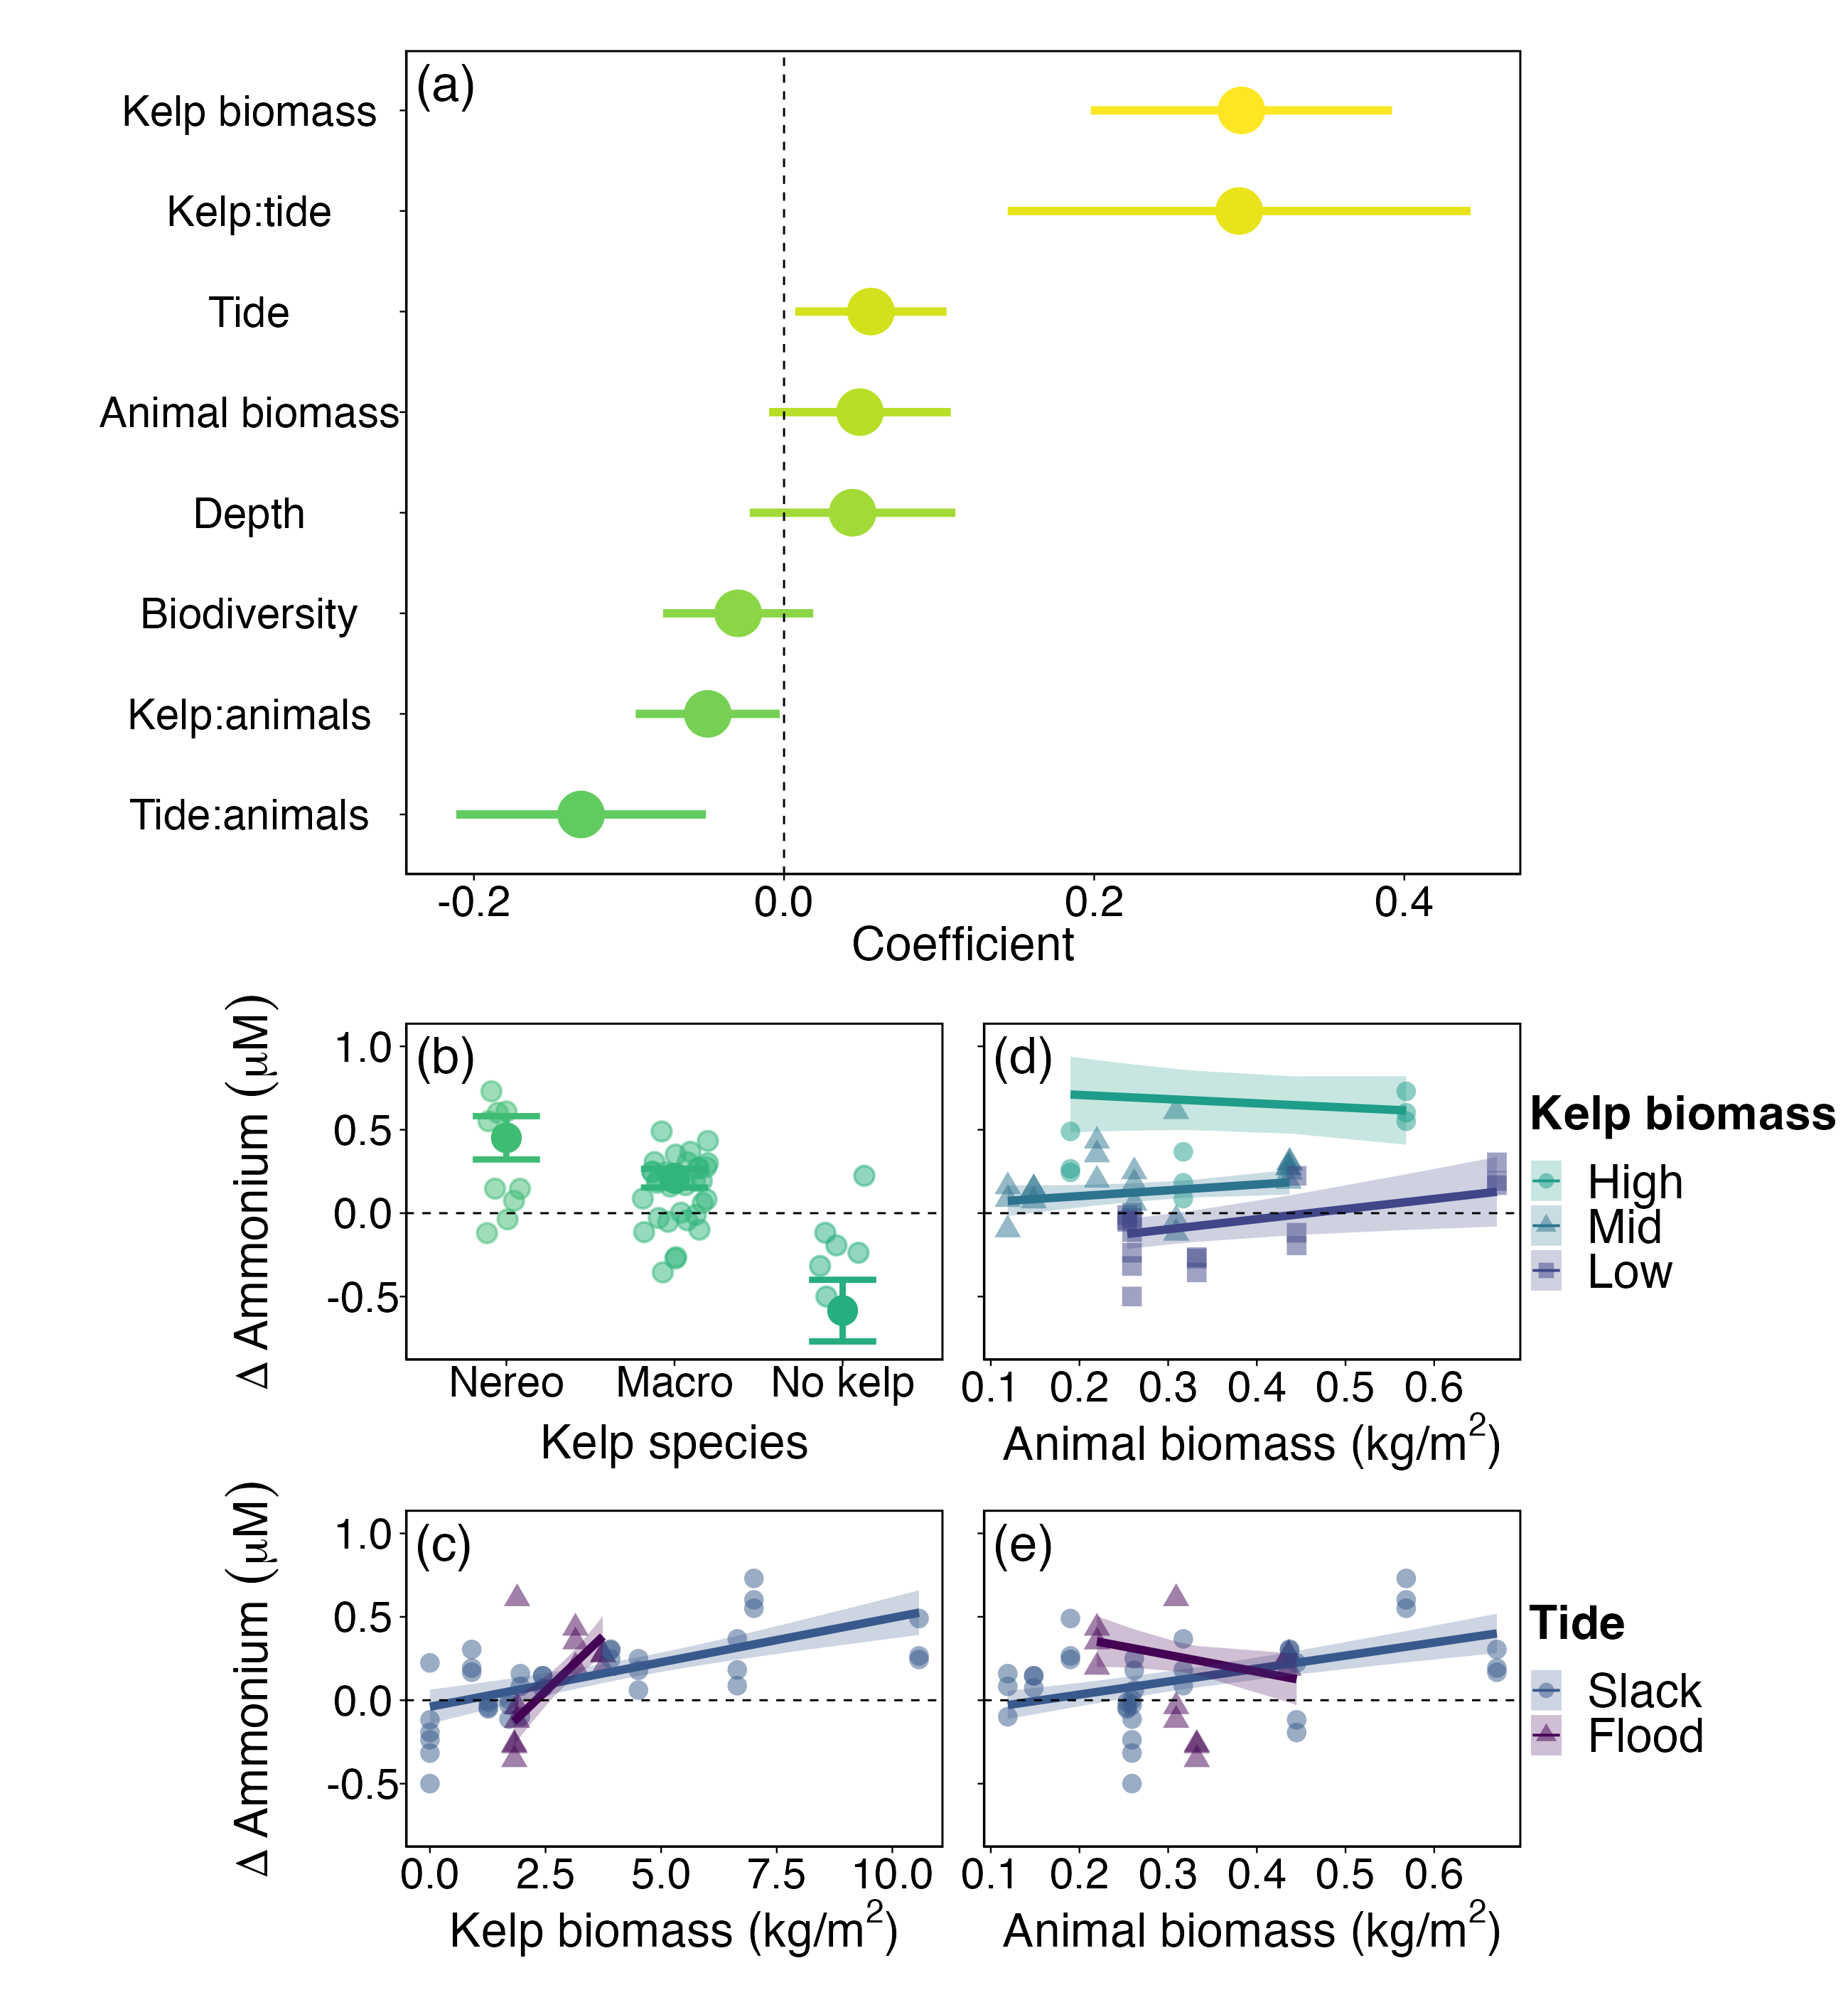 (a)
Kelp biomass
Kelp:tide
Tide
Animal biomass
Depth
Biodiversity
Kelp:animals
Tide:animals
-0.2 0.0 0.2 0.4
Coefficient
Δ Ammonium (μM)
1.0
0.5
0.0
-0.5
(b)
Nereo Macro No kelp
Kelp species
(d)
0.1 0.2 0.3 0.4 0.5 0.6
Animal biomass (kg/m²)
Kelp biomass
High
Mid
Low
Δ Ammonium (μM)
1.0
0.5
0.0
-0.5
(c)
0.0 2.5 5.0 7.5 10.0
Kelp biomass (kg/m²)
(e)
0.1 0.2 0.3 0.4 0.5 0.6
Animal biomass (kg/m²)
Tide
Slack
Flood